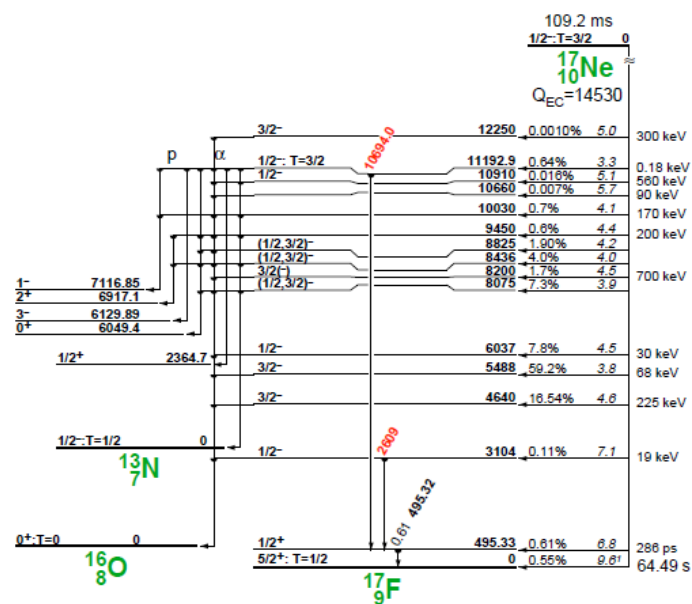 109.2 ms
1/2⁻:T=3/2 0
¹⁷₁₀Ne
Q_EC=14530
3/2⁻ 12250 0.0010% 5.0 300 keV
p α 10694.0
1/2⁻: T=3/2 11192.9 0.64% 3.3 0.18 keV
1/2⁻ 10910 0.016% 5.1 560 keV
10660 0.007% 5.7 90 keV
10030 0.7% 4.1 170 keV
9450 0.6% 4.4 200 keV
(1/2,3/2)⁻ 8825 1.90% 4.2
(1/2,3/2)⁻ 8436 4.0% 4.0
3/2(⁻) 8200 1.7% 4.5 700 keV
(1/2,3/2)⁻ 8075 7.3% 3.9
1⁻ 7116.85
2⁺ 6917.1
3⁻ 6129.89
0⁺ 6049.4
1/2⁻ 6037 7.8% 4.5 30 keV
1/2⁺ 2364.7
3/2⁻ 5488 59.2% 3.8 68 keV
3/2⁻ 4640 16.54% 4.6 225 keV
1/2⁻:T=1/2 0
¹³₇N
2609
1/2⁻ 3104 0.11% 7.1 19 keV
0.61 495.32
0⁺:T=0 0
¹⁶₈O
1/2⁺ 495.33 0.61% 6.8 286 ps
5/2⁺: T=1/2 0 0.55% 9.6¹ 64.49 s
¹⁷₉F